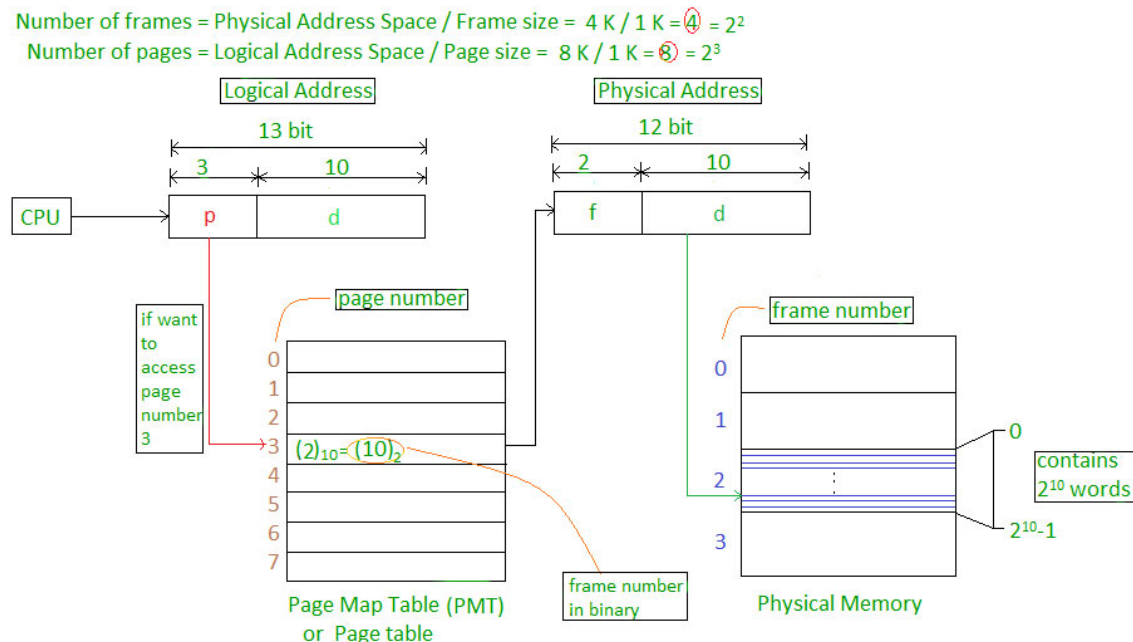 Number of frames = Physical Address Space / Frame size = 4 K / 1 K = 4 = 2²
Number of pages = Logical Address Space / Page size = 8 K / 1 K = 8 = 2³
Logical Address
Physical Address
13 bit
12 bit
3 10
2 10
CPU
p d
f d
if want
to
access
page
number
3
page number
0
1
2
3 (2)₁₀= (10)₂
4
5
6
7
Page Map Table (PMT)
or Page table
frame number
in binary
frame number
0
1
2
3
0
contains
2¹⁰ words
2¹⁰-1
Physical Memory